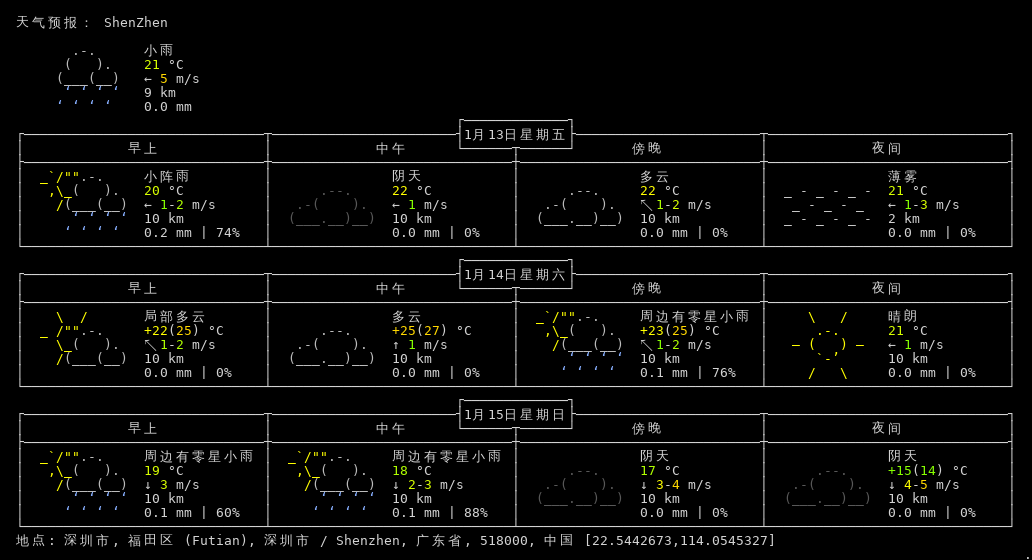 天气预报: ShenZhen
小雨
21 °C
← 5 m/s
9 km
0.0 mm
1月13日星期五
早上 中午 傍晚 夜间
小阵雨 阴天 多云 薄雾
20 °C 22 °C 22 °C 21 °C
← 1-2 m/s ← 1 m/s ↖ 1-2 m/s ← 1-3 m/s
10 km 10 km 10 km 2 km
0.2 mm | 74% 0.0 mm | 0% 0.0 mm | 0% 0.0 mm | 0%
1月14日星期六
早上 中午 傍晚 夜间
局部多云 多云 周边有零星小雨 晴朗
+22(25) °C +25(27) °C +23(25) °C 21 °C
↖ 1-2 m/s ↑ 1 m/s ↖ 1-2 m/s ← 1 m/s
10 km 10 km 10 km 10 km
0.0 mm | 0% 0.0 mm | 0% 0.1 mm | 76% 0.0 mm | 0%
1月15日星期日
早上 中午 傍晚 夜间
周边有零星小雨 周边有零星小雨 阴天 阴天
19 °C 18 °C 17 °C +15(14) °C
↓ 3 m/s ↓ 2-3 m/s ↓ 3-4 m/s ↓ 4-5 m/s
10 km 10 km 10 km 10 km
0.1 mm | 60% 0.1 mm | 88% 0.0 mm | 0% 0.0 mm | 0%
地点: 深圳市, 福田区 (Futian), 深圳市 / Shenzhen, 广东省, 518000, 中国 [22.5442673,114.0545327]